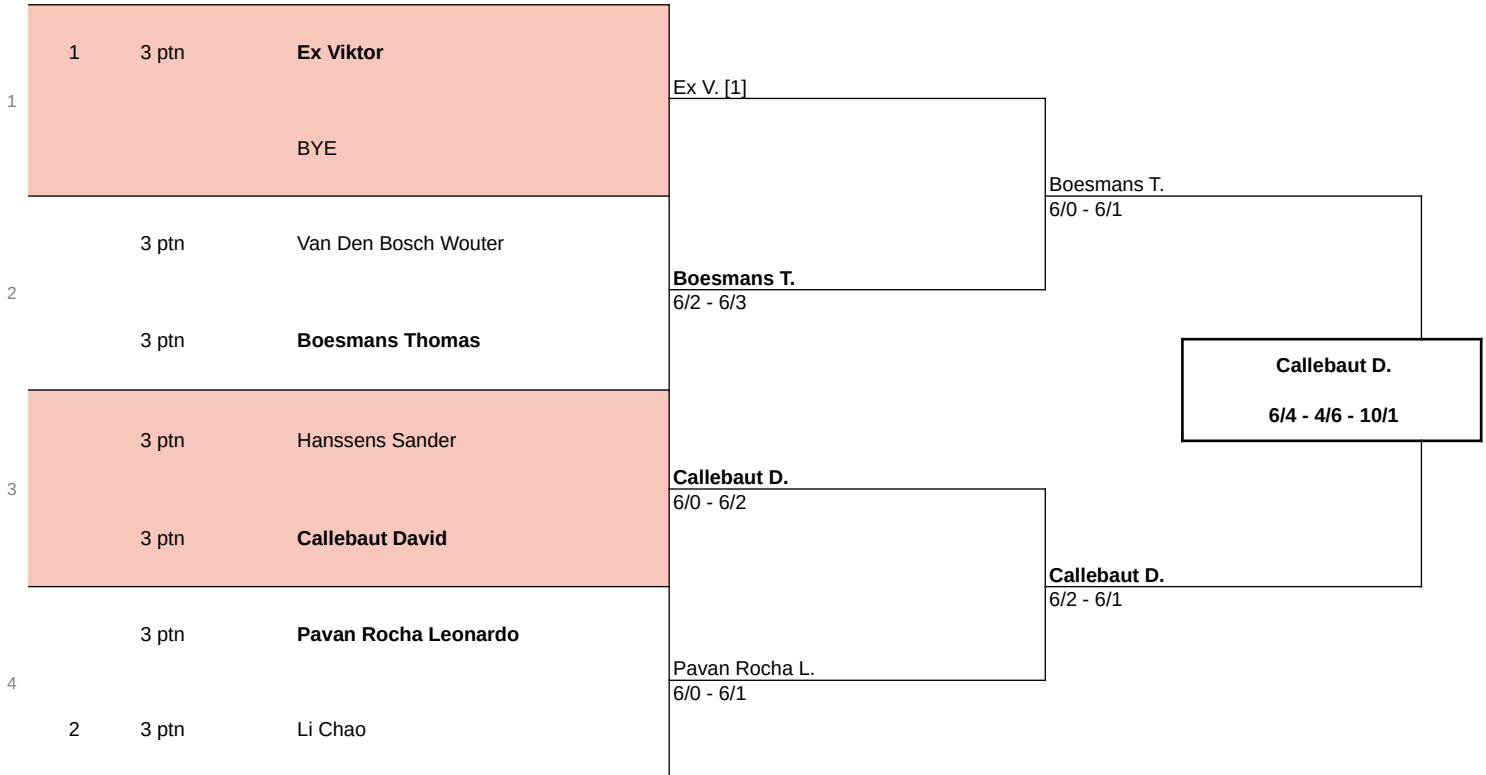 1 3 ptn Ex Viktor
Ex V. [1]
1
BYE
Boesmans T.
6/0 - 6/1
3 ptn Van Den Bosch Wouter
Boesmans T.
2
6/2 - 6/3
3 ptn Boesmans Thomas
Callebaut D.
6/4 - 4/6 - 10/1
3 ptn Hanssens Sander
Callebaut D.
3
6/0 - 6/2
3 ptn Callebaut David
Callebaut D.
6/2 - 6/1
3 ptn Pavan Rocha Leonardo
Pavan Rocha L.
4
6/0 - 6/1
2 3 ptn Li Chao